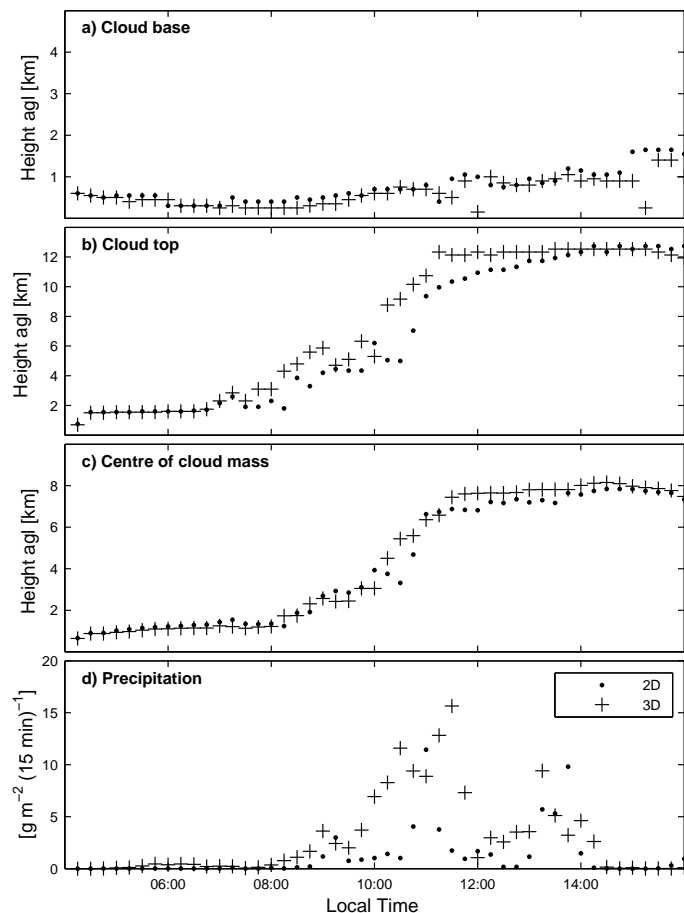 a) Cloud base
Height agl [km]
4
3
2
1
b) Cloud top
Height agl [km]
12
10
8
6
4
2
c) Centre of cloud mass
Height agl [km]
8
6
4
2
d) Precipitation
[g m−2 (15 min)−1]
20
15
10
5
0
2D
3D
06:00 08:00 10:00 12:00 14:00
Local Time